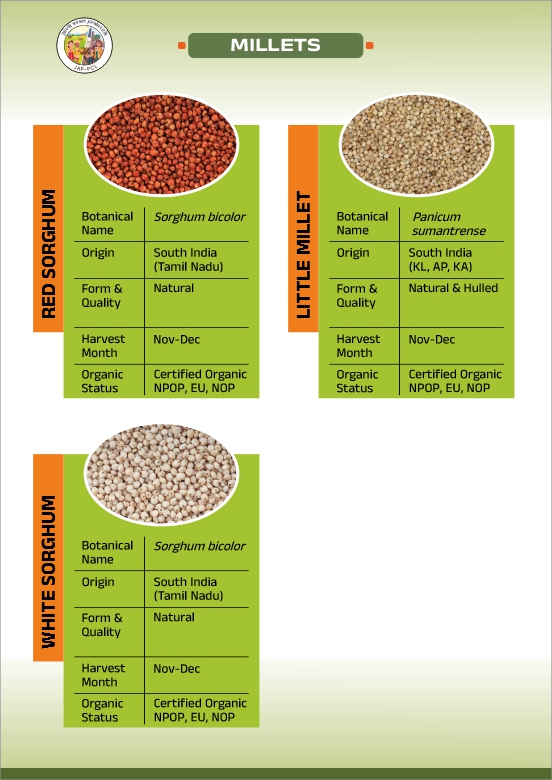 MILLETS
JAP-PCL
RED SORGHUM
Botanical Name
Sorghum bicolor
Origin
South India
(Tamil Nadu)
Form &
Quality
Natural
Harvest
Month
Nov-Dec
Organic
Status
Certified Organic
NPOP, EU, NOP
LITTLE MILLET
Botanical
Name
Panicum
sumantrense
Origin
South India
(KL, AP, KA)
Form &
Quality
Natural & Hulled
Harvest
Month
Nov-Dec
Organic
Status
Certified Organic
NPOP, EU, NOP
WHITE SORGHUM
Botanical
Name
Sorghum bicolor
Origin
South India
(Tamil Nadu)
Form &
Quality
Natural
Harvest
Month
Nov-Dec
Organic
Status
Certified Organic
NPOP, EU, NOP